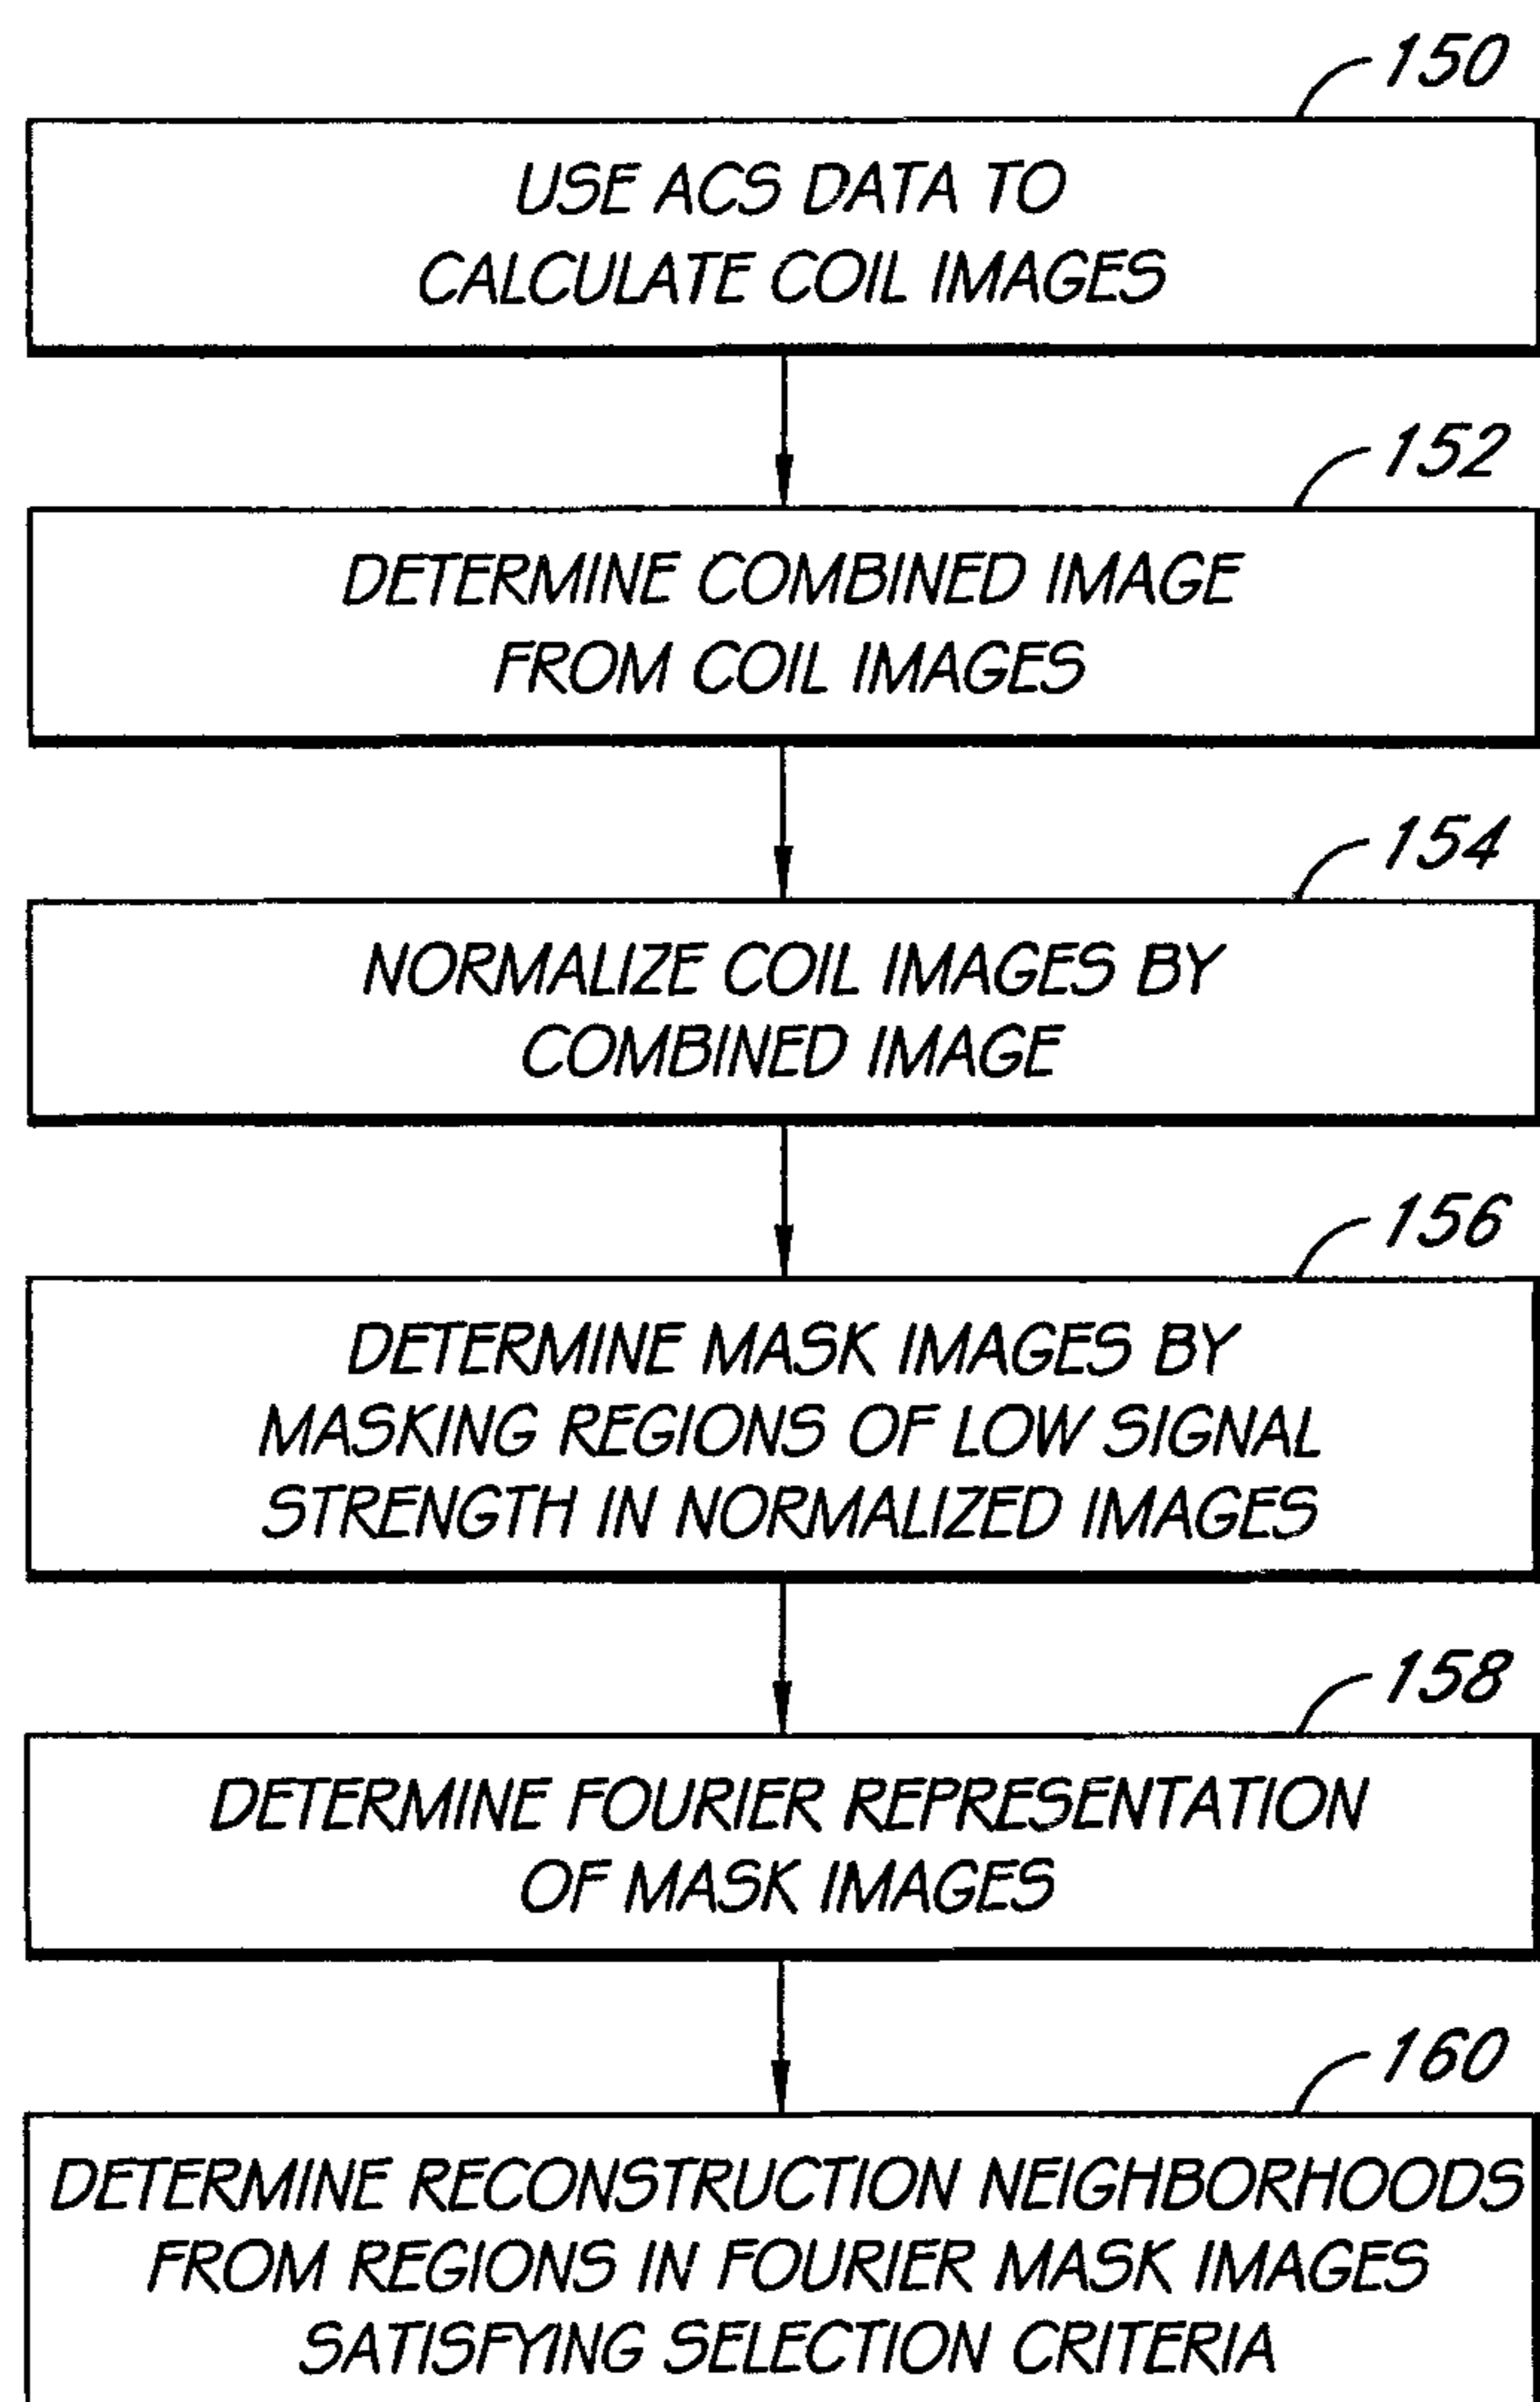 150
USE ACS DATA TO
CALCULATE COIL IMAGES
152
DETERMINE COMBINED IMAGE
FROM COIL IMAGES
154
NORMALIZE COIL IMAGES BY
COMBINED IMAGE
156
DETERMINE MASK IMAGES BY
MASKING REGIONS OF LOW SIGNAL
STRENGTH IN NORMALIZED IMAGES
158
DETERMINE FOURIER REPRESENTATION
OF MASK IMAGES
160
DETERMINE RECONSTRUCTION NEIGHBORHOODS
FROM REGIONS IN FOURIER MASK IMAGES
SATISFYING SELECTION CRITERIA